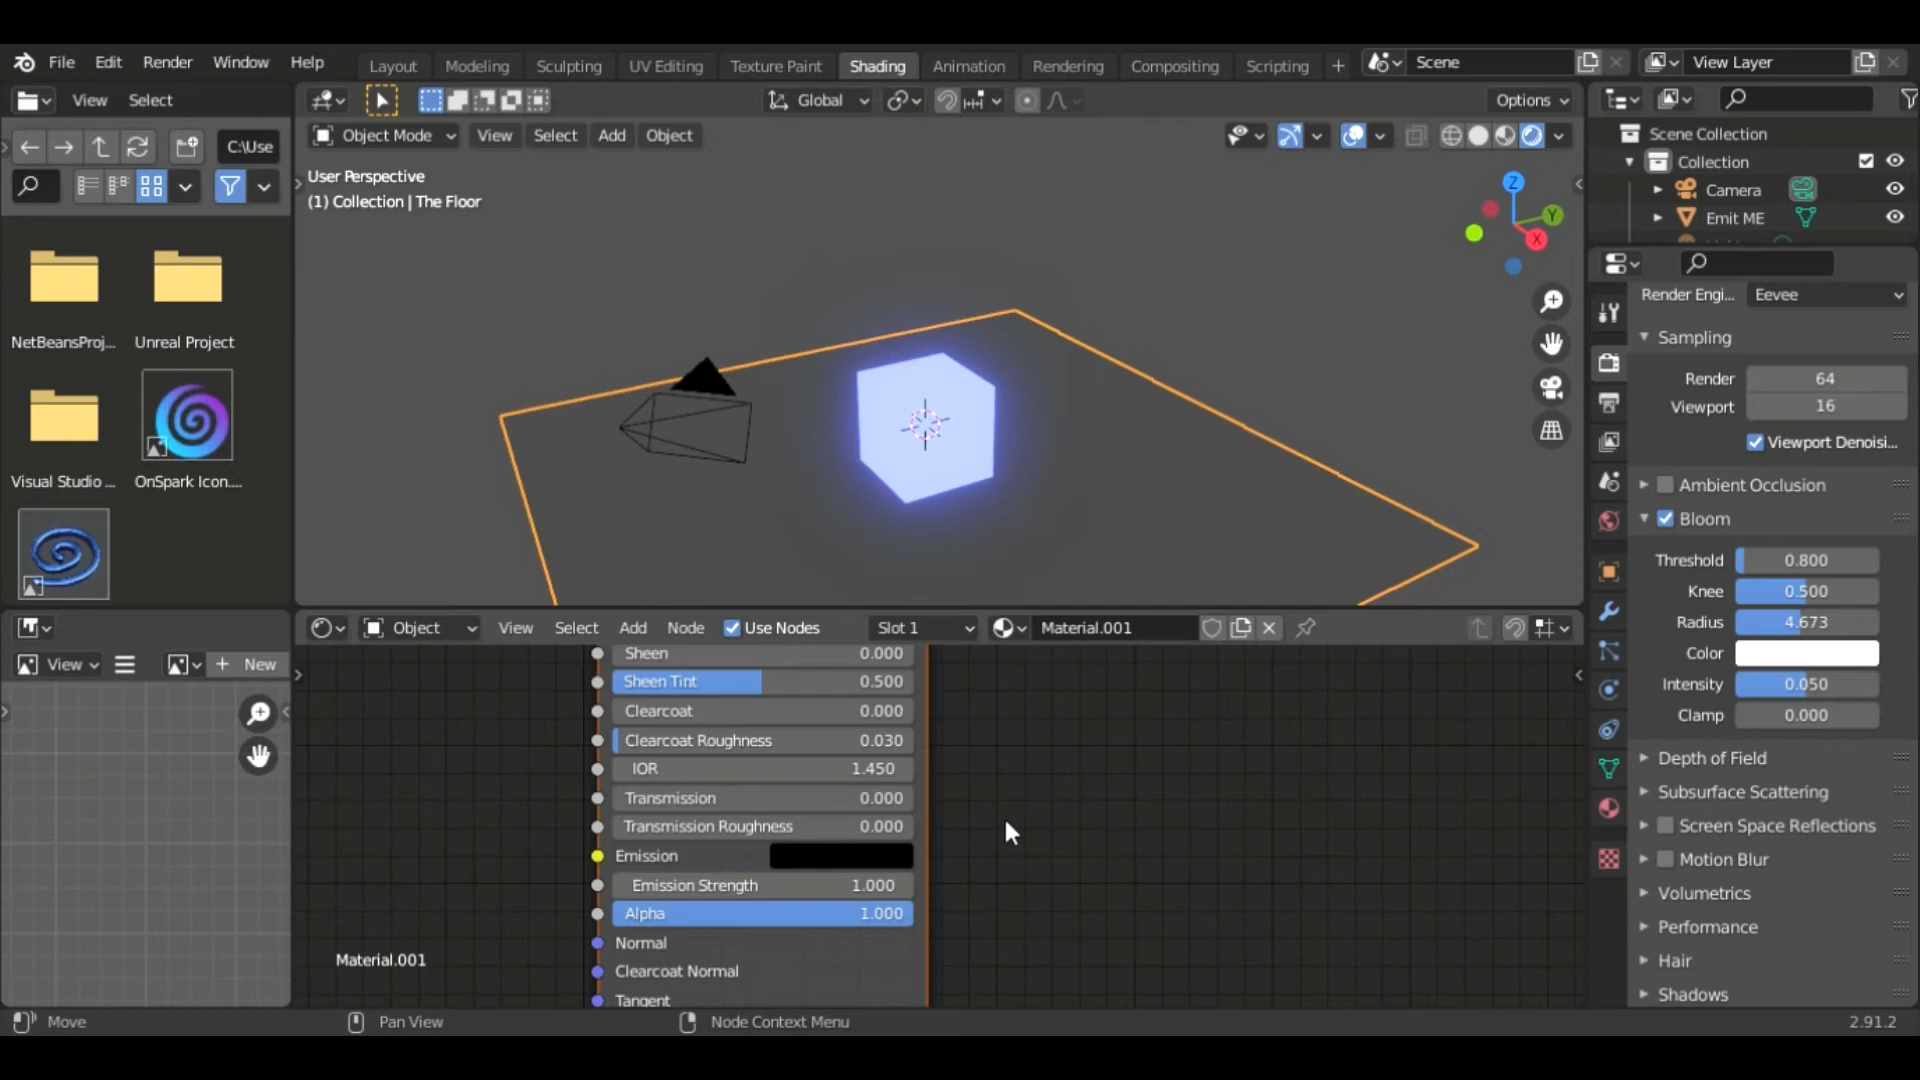 File Edit Render Window Help
Layout Modeling Sculpting UV Editing Texture Paint Shading Animation Rendering Compositing Scripting +
Scene
View Layer
View Select
Global
Options
C:\Use
Object Mode View Select Add Object
User Perspective
(1) Collection | The Floor
Z
Y
X
NetBeansProj...
Unreal Project
Visual Studio ...
OnSpark Icon....
Scene Collection
Collection
Camera
Emit ME
Render Engi... Eevee
Sampling
Render 64
Viewport 16
Viewport Denoisi...
Ambient Occlusion
Bloom
Threshold 0.800
Knee 0.500
Radius 4.673
Color
Intensity 0.050
Clamp 0.000
Depth of Field
Subsurface Scattering
Screen Space Reflections
Motion Blur
Volumetrics
Performance
Hair
Shadows
View
+ New
Object View Select Add Node Use Nodes Slot 1 Material.001
Sheen 0.000
Sheen Tint 0.500
Clearcoat 0.000
Clearcoat Roughness 0.030
IOR 1.450
Transmission 0.000
Transmission Roughness 0.000
Emission
Emission Strength 1.000
Alpha 1.000
Normal
Clearcoat Normal
Tangent
Material.001
Move
Pan View
Node Context Menu
2.91.2